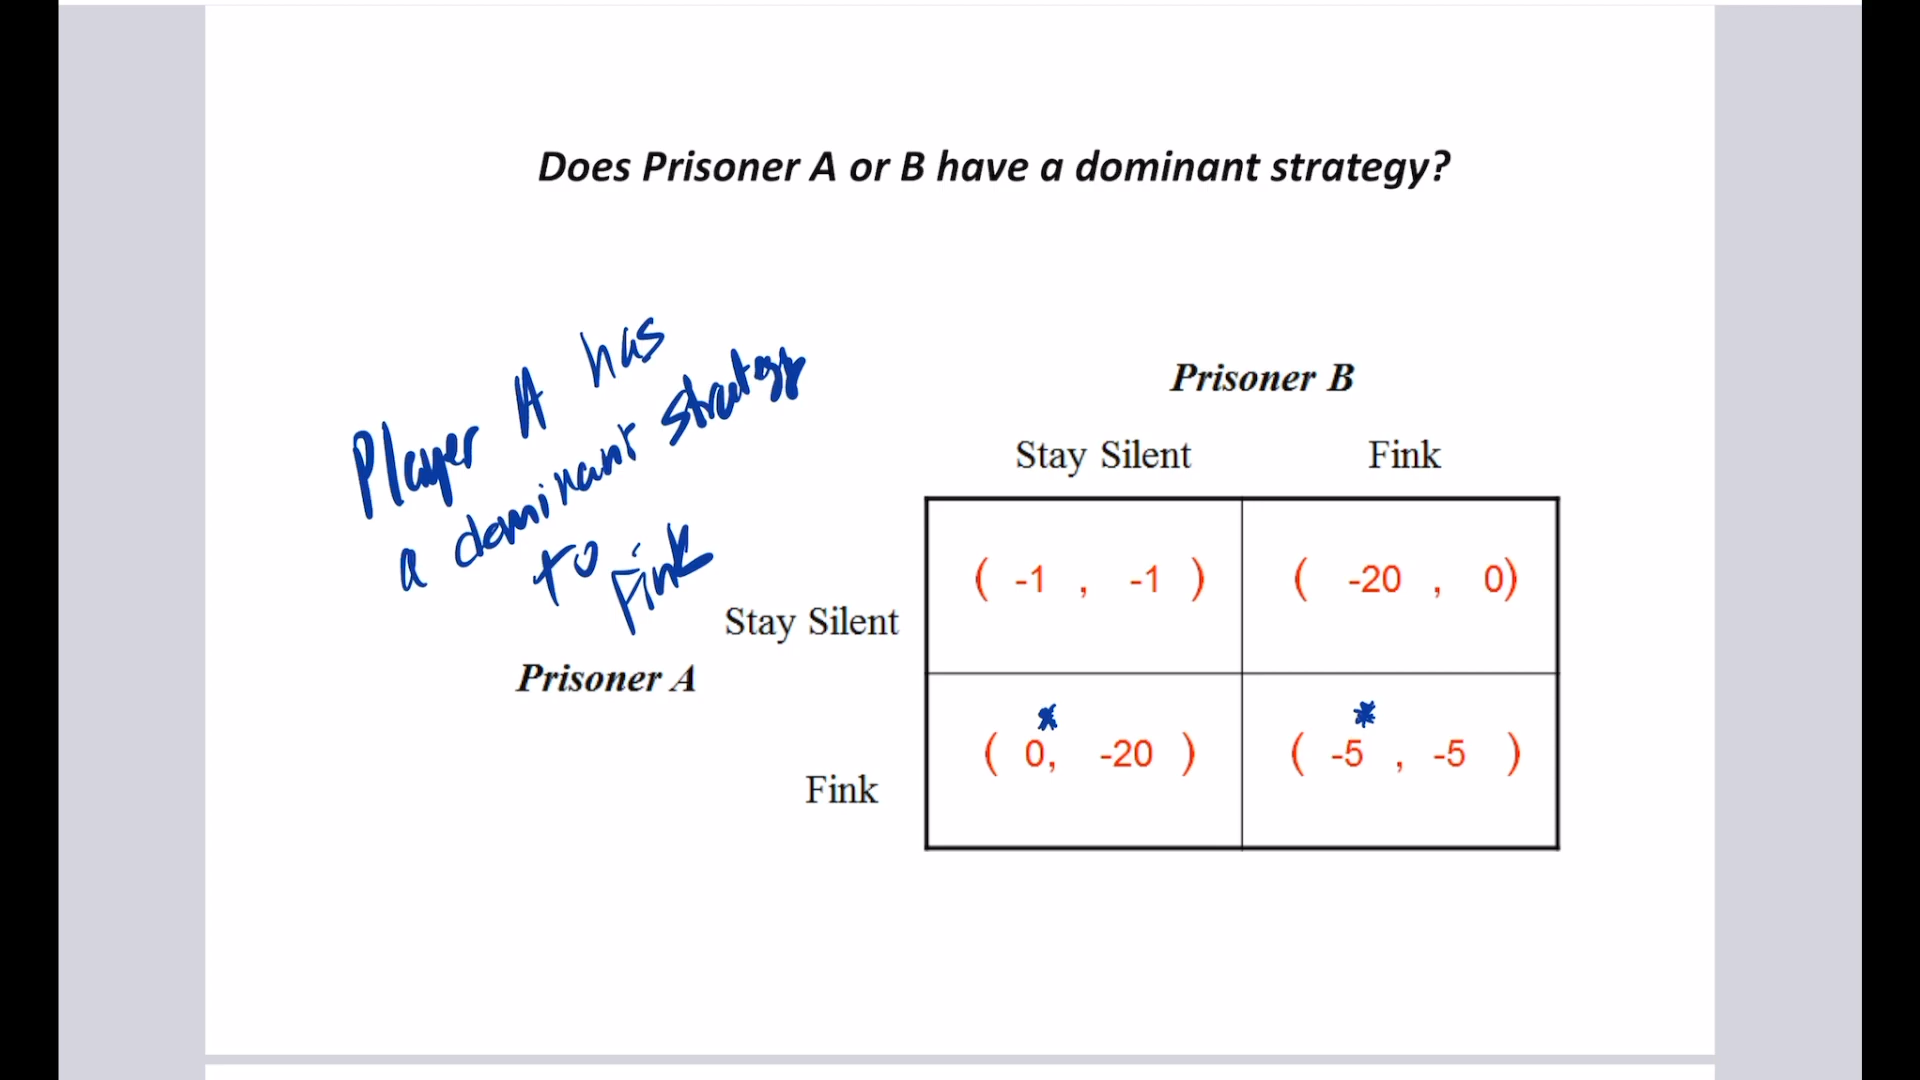 Does Prisoner A or B have a dominant strategy?
Player A has
a dominant strategy
to Fink
Prisoner B
Stay Silent Fink
Stay Silent ( -1 , -1 ) ( -20 , 0)
Prisoner A
* *
Fink ( 0, -20 ) ( -5 , -5 )